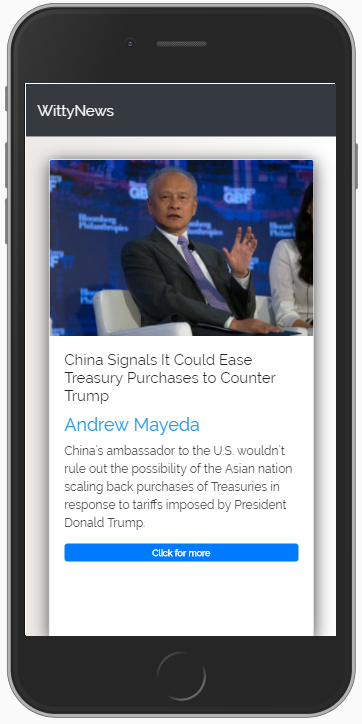 WittyNews
GBF
Bloomberg
Philanthropies
GBF
Bloomberg
China Signals It Could Ease
Treasury Purchases to Counter
Trump
Andrew Mayeda
China's ambassador to the U.S. wouldn't
rule out the possibility of the Asian nation
scaling back purchases of Treasuries in
response to tariffs imposed by President
Donald Trump.
Click for more